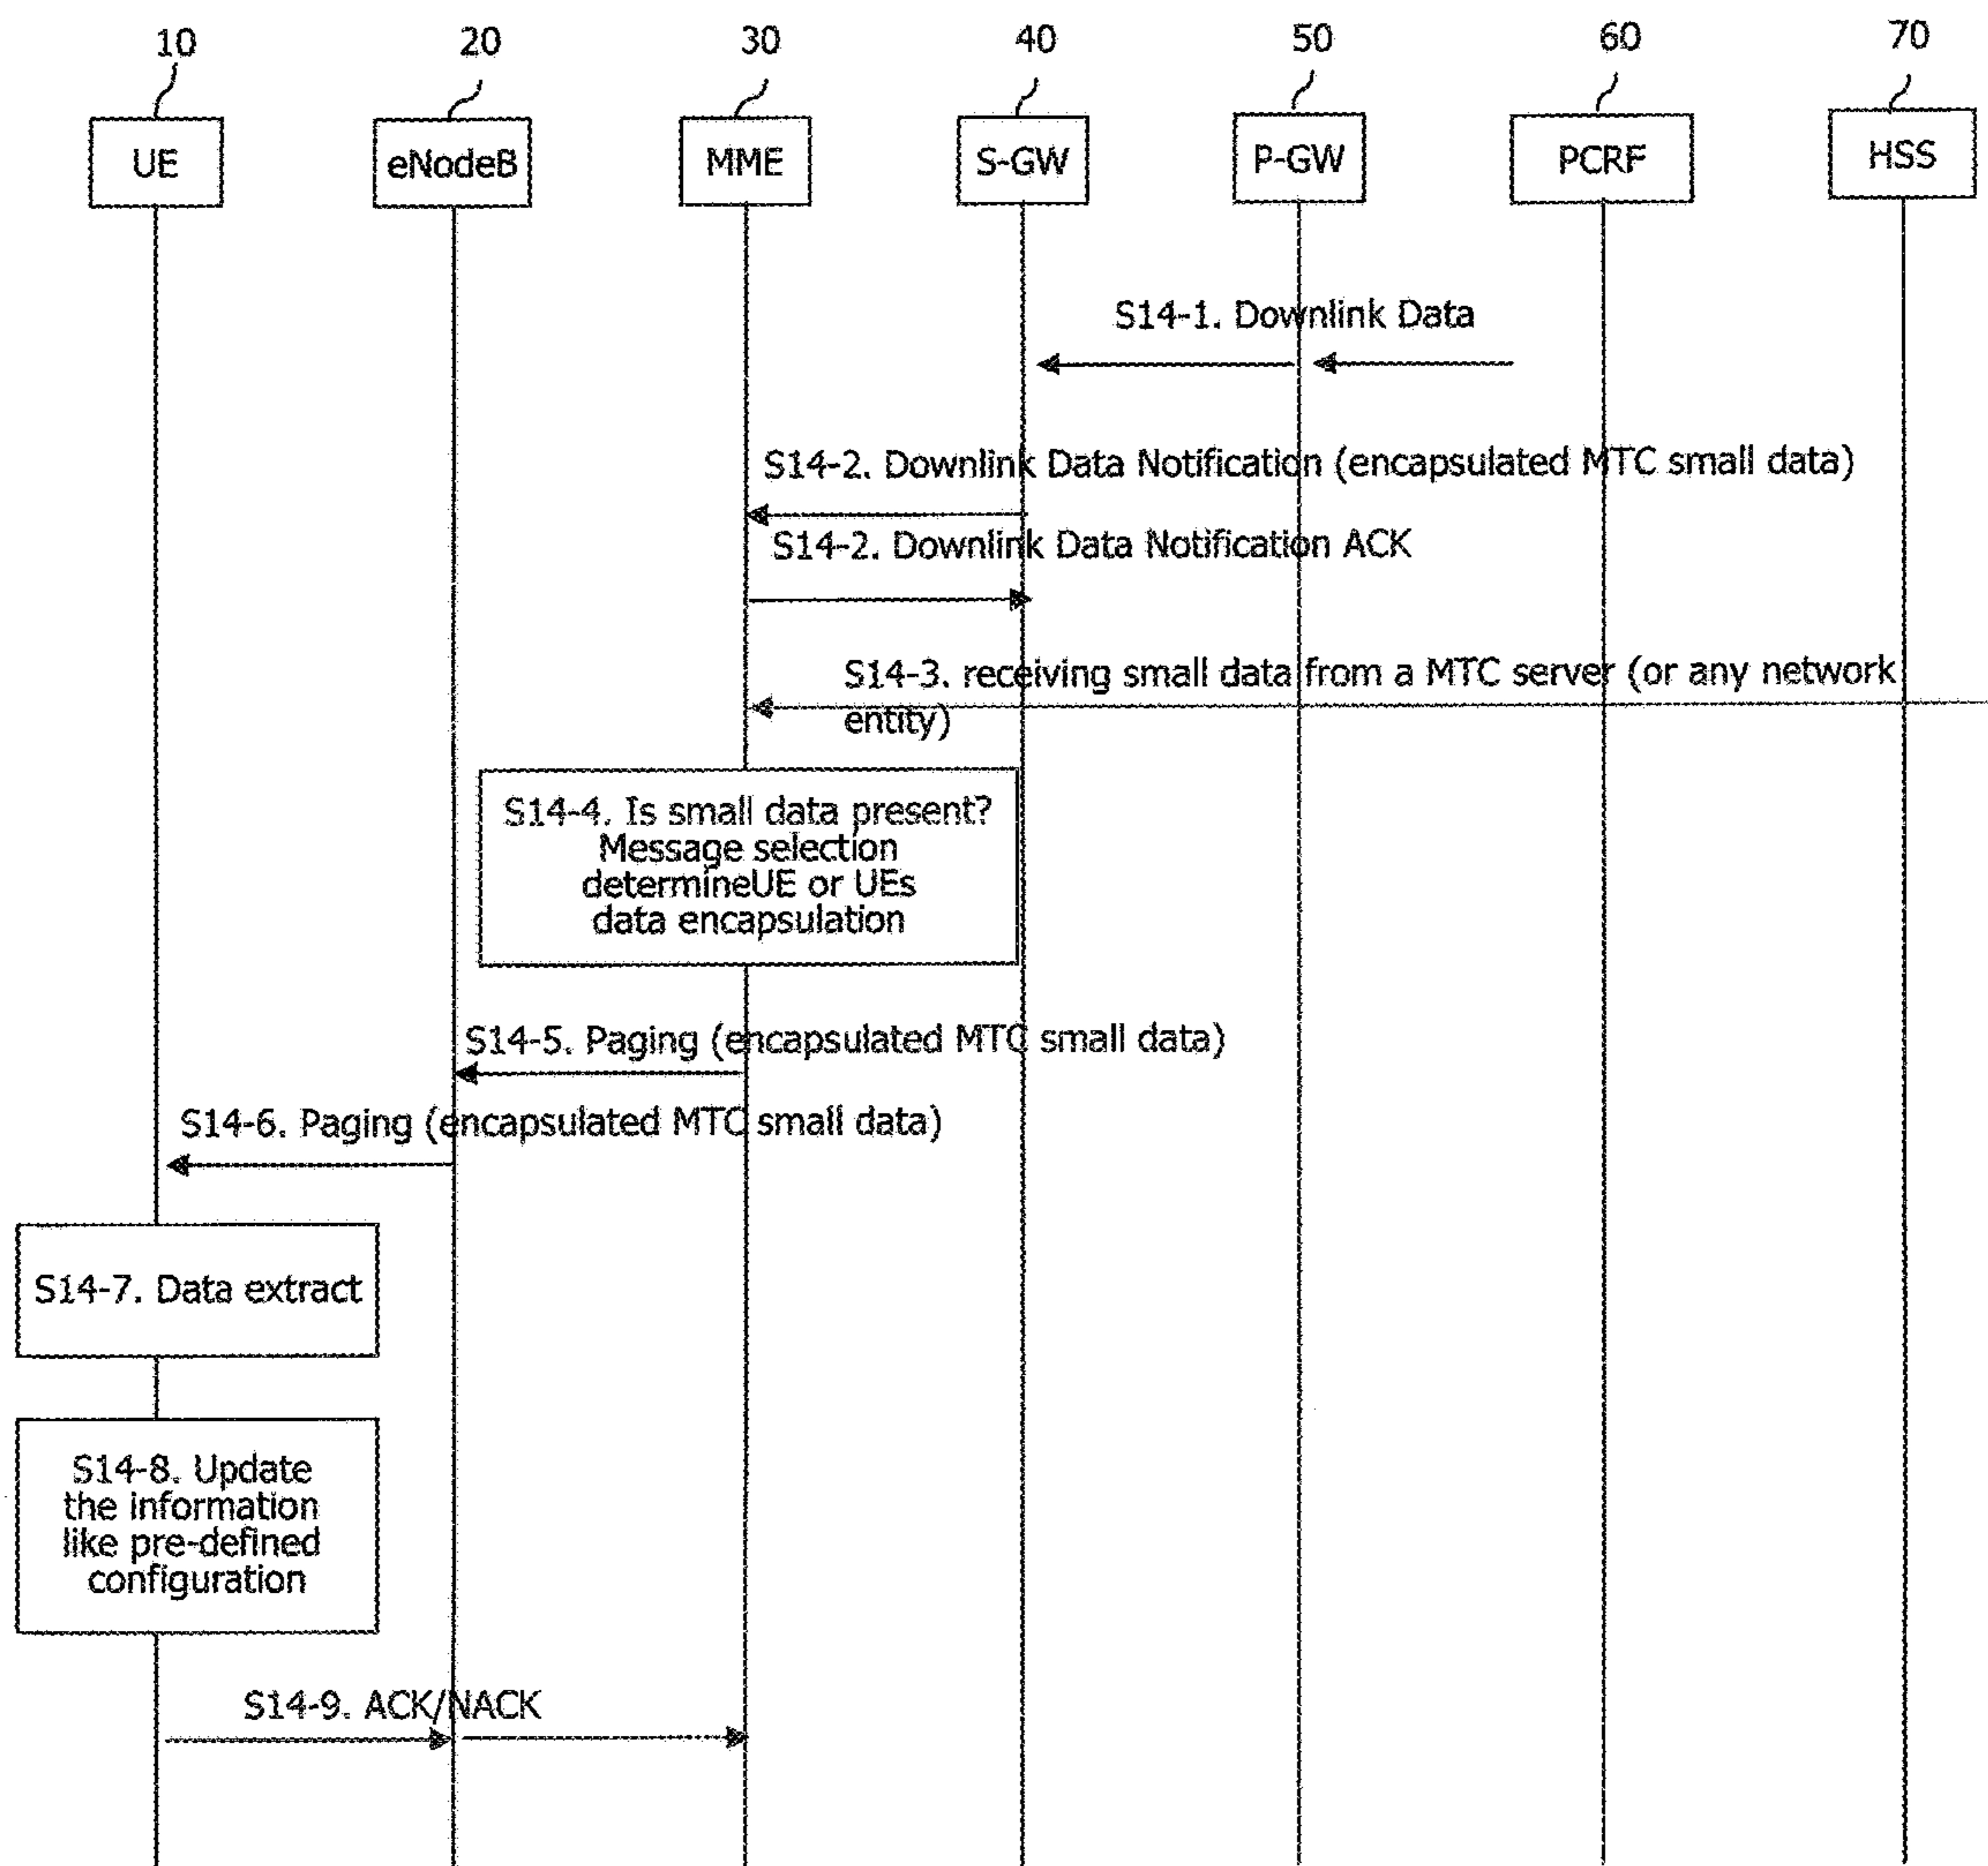 10 20 30 40 50 60 70
UE eNodeB MME S-GW P-GW PCRF HSS
S14-1. Downlink Data
S14-2. Downlink Data Notification (encapsulated MTC small data)
S14-2. Downlink Data Notification ACK
S14-3. receiving small data from a MTC server (or any network
entity)
S14-4. Is small data present?
Message selection
determineUE or UEs
data encapsulation
S14-5. Paging (encapsulated MTC small data)
S14-6. Paging (encapsulated MTC small data)
S14-7. Data extract
S14-8. Update
the information
like pre-defined
configuration
S14-9. ACK/NACK